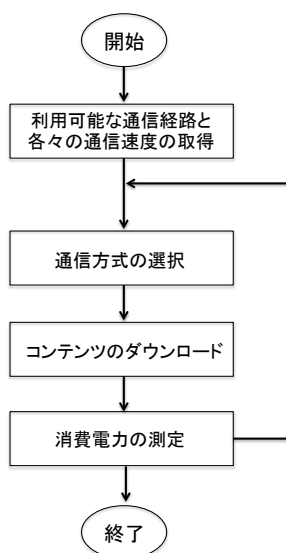 開始
利用可能な通信経路と
各々の通信速度の取得
通信方式の選択
コンテンツのダウンロード
消費電力の測定
終了